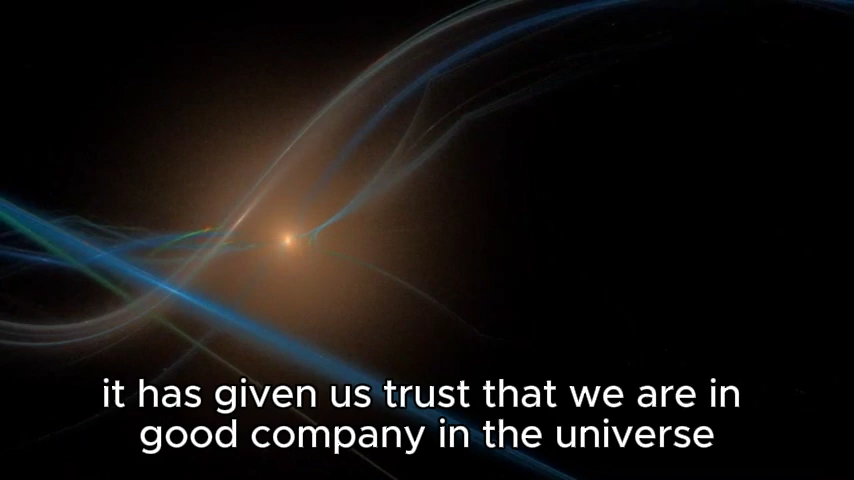 it has given us trust that we are in
good company in the universe